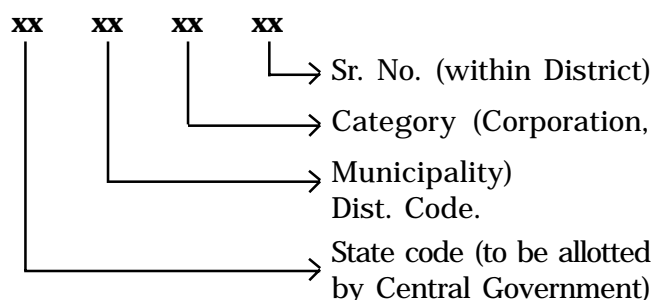 xx xx xx xx
Sr. No. (within District)
Category (Corporation,
Municipality)
Dist. Code.
State code (to be allotted
by Central Government)